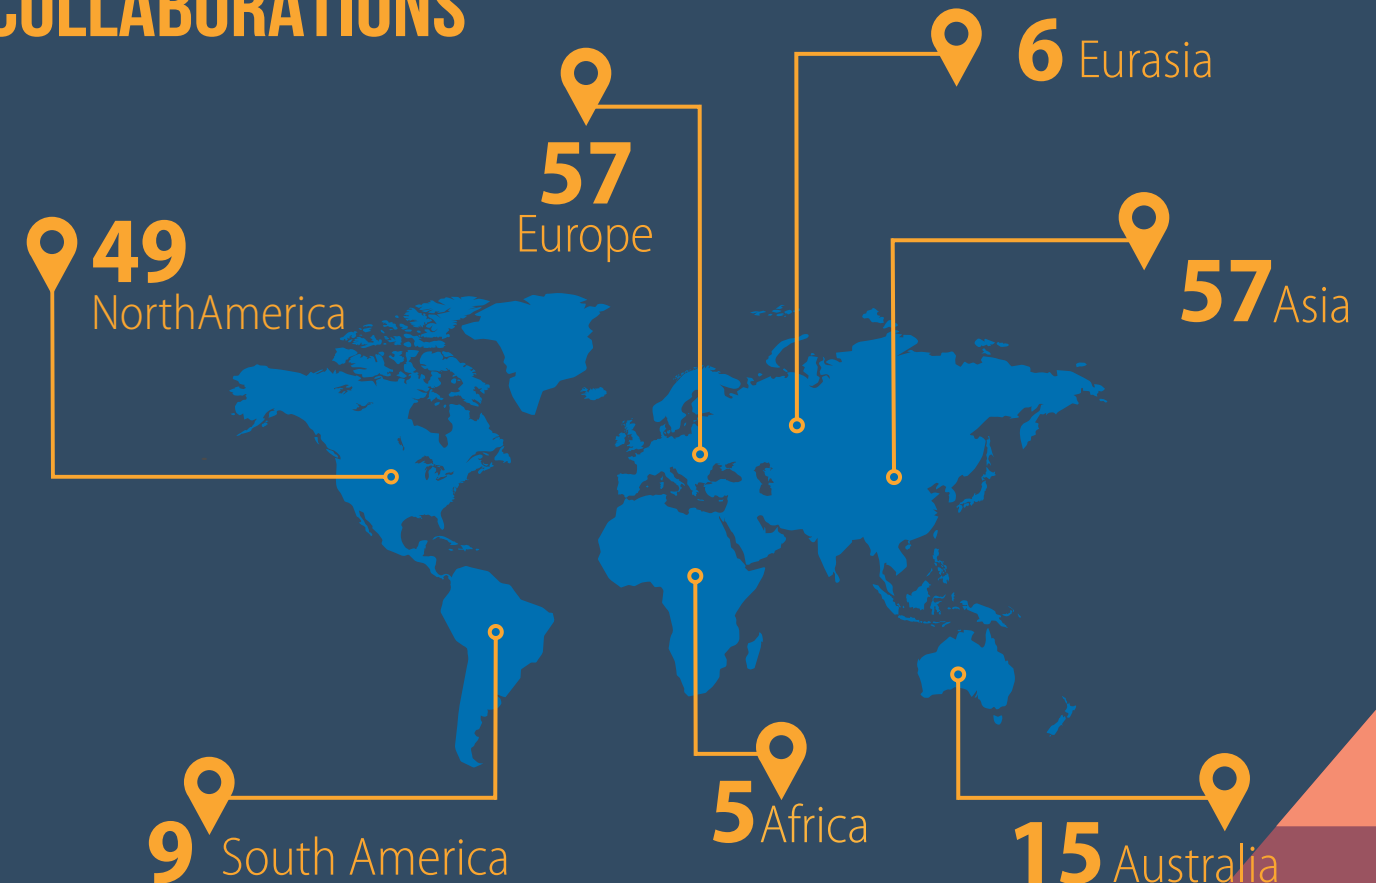 COLLABORATIONS
6 Eurasia
57
Europe
57 Asia
49
NorthAmerica
5 Africa
9 South America
15 Australia